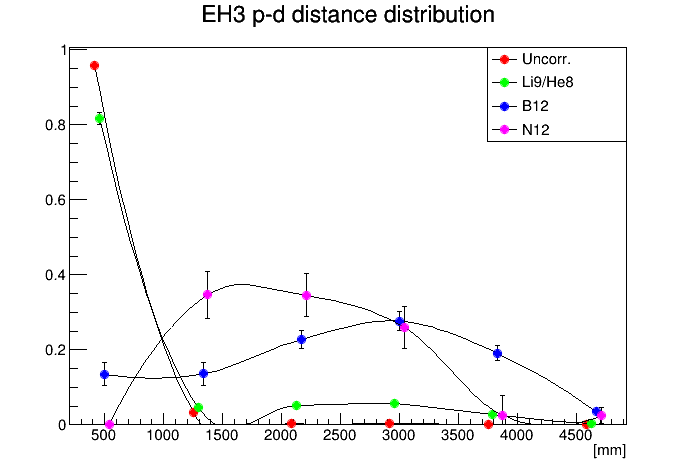 EH3 p-d distance distribution
Uncorr.
Li9/He8
B12
N12
1
0.8
0.6
0.4
0.2
0
500 1000 1500 2000 2500 3000 3500 4000 4500
[mm]